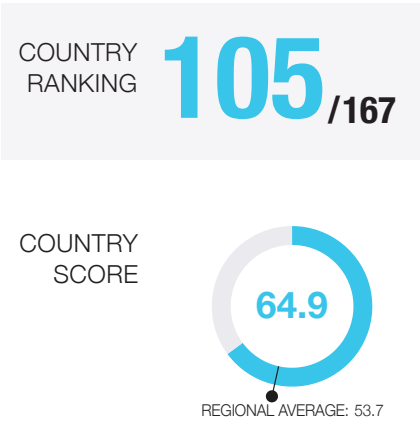 COUNTRY
RANKING
105/167
COUNTRY
SCORE
64.9
REGIONAL AVERAGE: 53.7